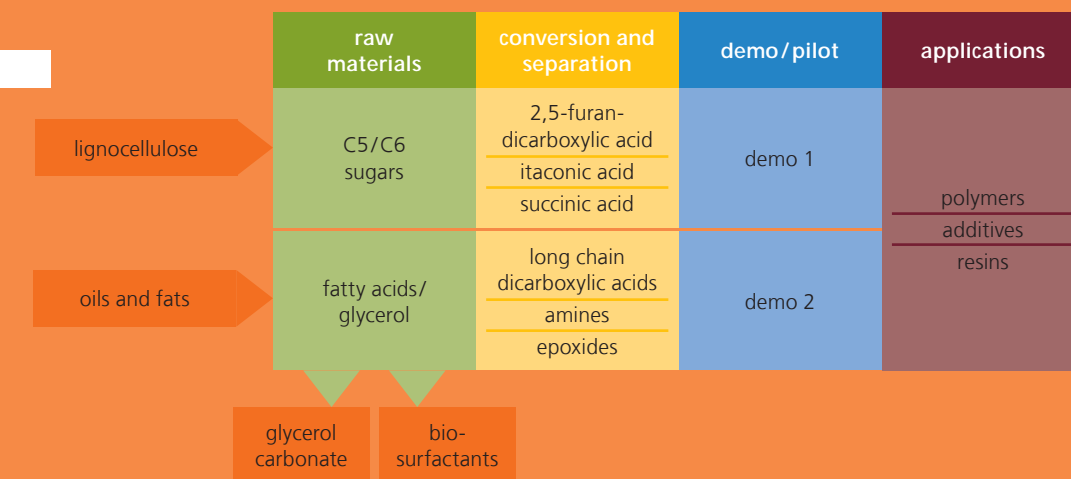 raw
materials
conversion and
separation
demo/pilot
applications
lignocellulose
C5/C6
sugars
2,5-furan-
dicarboxylic acid
itaconic acid
succinic acid
demo 1
polymers
additives
resins
oils and fats
fatty acids/
glycerol
long chain
dicarboxylic acids
amines
epoxides
demo 2
glycerol
carbonate
bio-
surfactants